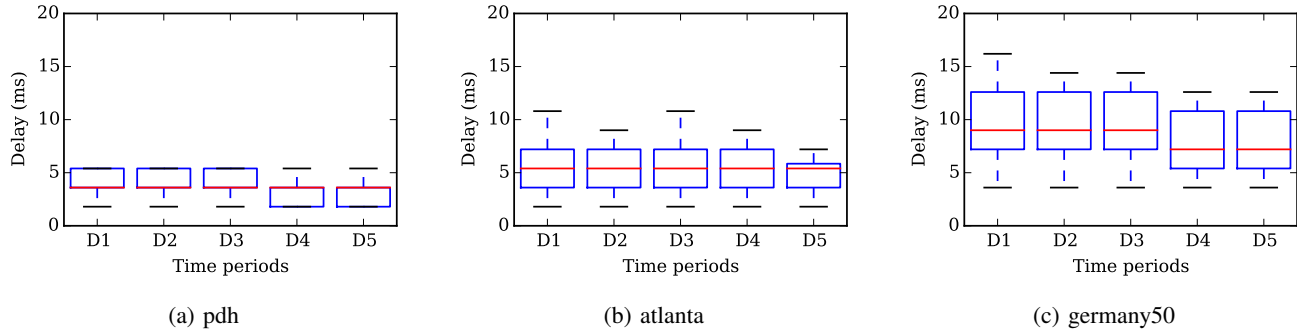 20
15
10
5
0
Delay (ms)
D1 D2 D3 D4 D5
Time periods
(a) pdh
20
15
10
5
0
Delay (ms)
D1 D2 D3 D4 D5
Time periods
(b) atlanta
20
15
10
5
0
Delay (ms)
D1 D2 D3 D4 D5
Time periods
(c) germany50